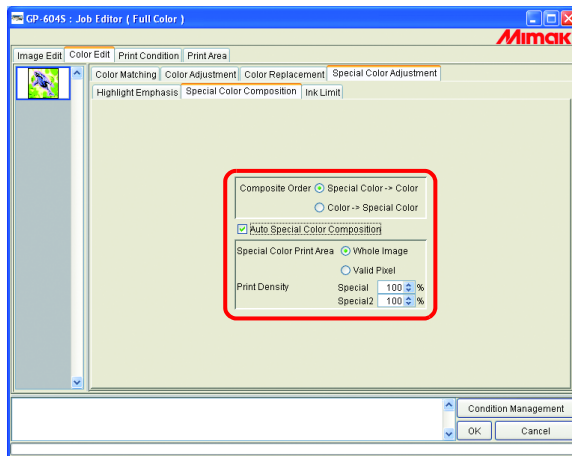 GP-604S : Job Editor ( Full Color )
Mimaki
Image Edit Color Edit Print Condition Print Area
Color Matching Color Adjustment Color Replacement Special Color Adjustment
Highlight Emphasis Special Color Composition Ink Limit
Composite Order Special Color -> Color
Color -> Special Color
Auto Special Color Composition
Special Color Print Area Whole Image
Valid Pixel
Print Density Special 100 %
Special2 100 %
Condition Management
OK Cancel